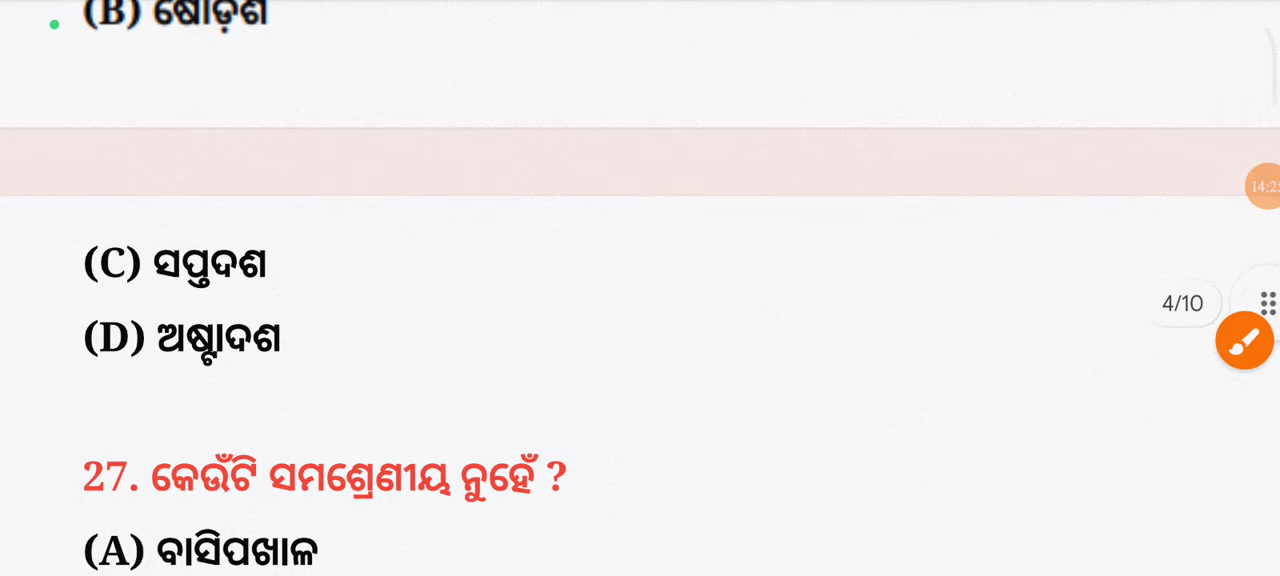 (B) ଷୋଡ଼ଶ
(C) ସପ୍ତଦଶ
(D) ଅଷ୍ଟାଦଶ
27. କେଉଁଟି ସମଶ୍ରେଣୀୟ ନୁହେଁ ?
(A) ବାସିପଖାଳ
4/10